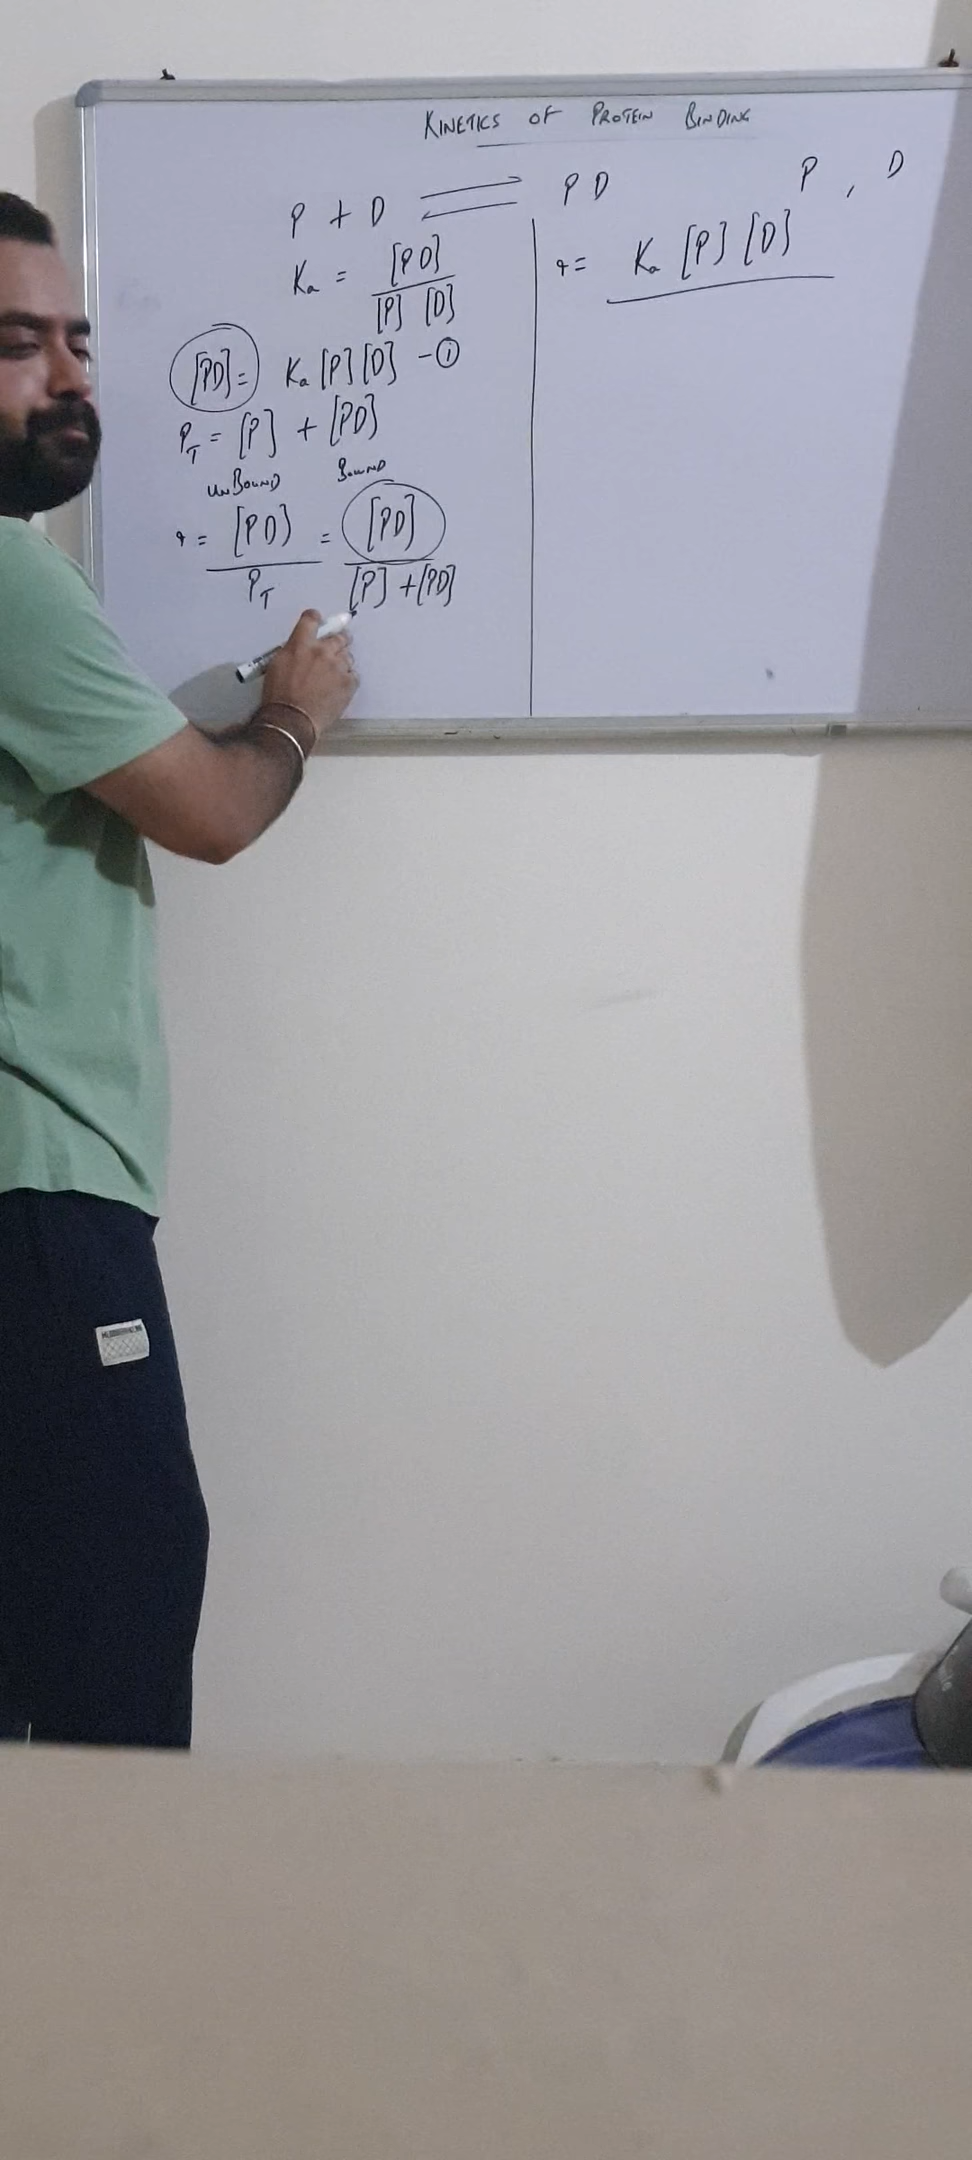 KINETICS OF PROTEIN BINDING
P + D ⇌ PD
Ka = [PD] / [P] [D]
[PD] = Ka [P] [D] - ①
PT = [P] + [PD]
UNBOUND BOUND
r = [PD] / PT = [PD] / [P] + [PD]
P , D
r = Ka [P] [D]